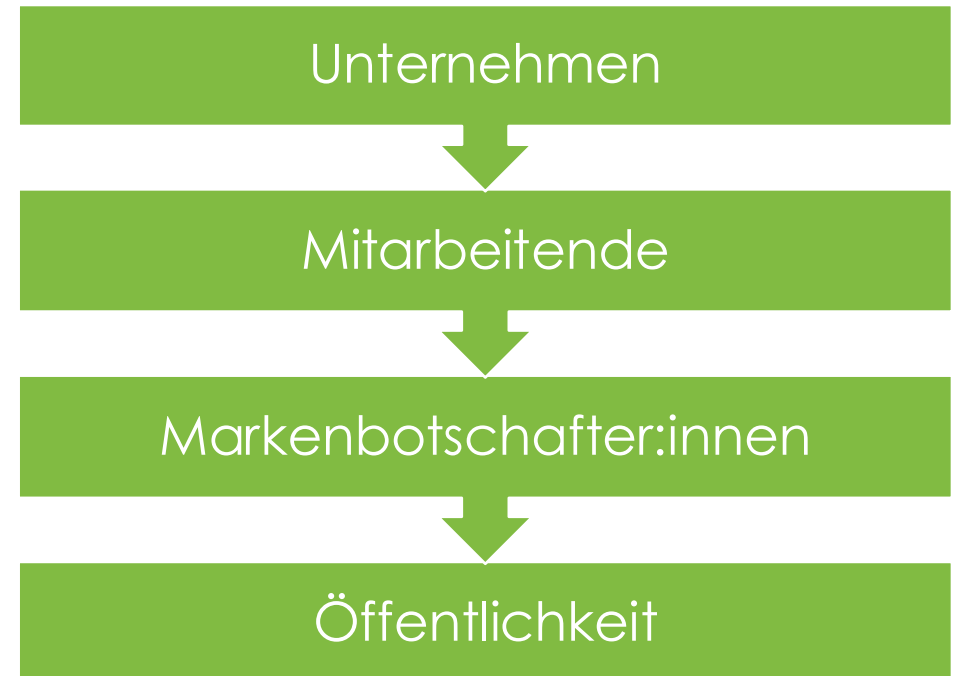 Unternehmen
Mitarbeitende
Markenbotschafter:innen
Öffentlichkeit